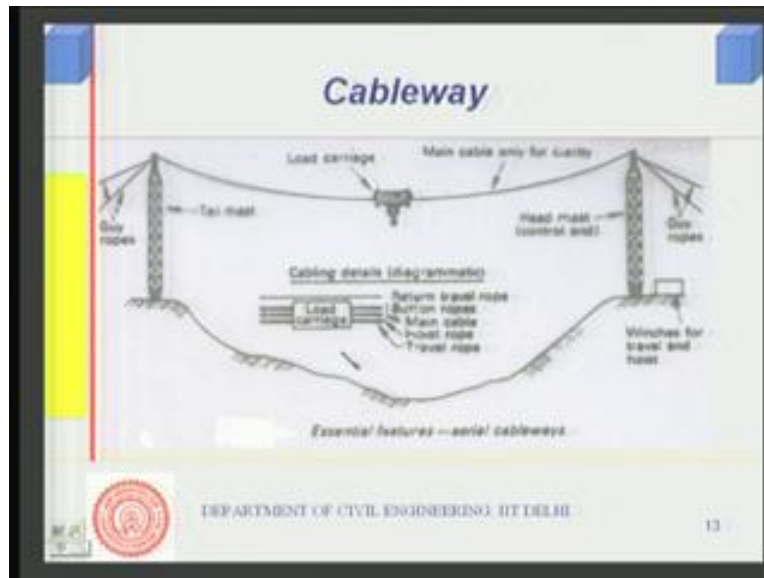 Cableway
Load carriage
Main cable only for clarity
Guy ropes
Tail mast
Head mast
(control end)
Guy
ropes
Cabling details (diagrammatic)
Return travel rope
Button ropes
Main cable
Hoist rope
Travel rope
Load
carriage
Winches for
travel and
hoist
Essential features — aerial cableways
DEPARTMENT OF CIVIL ENGINEERING, IIT DELHI
13